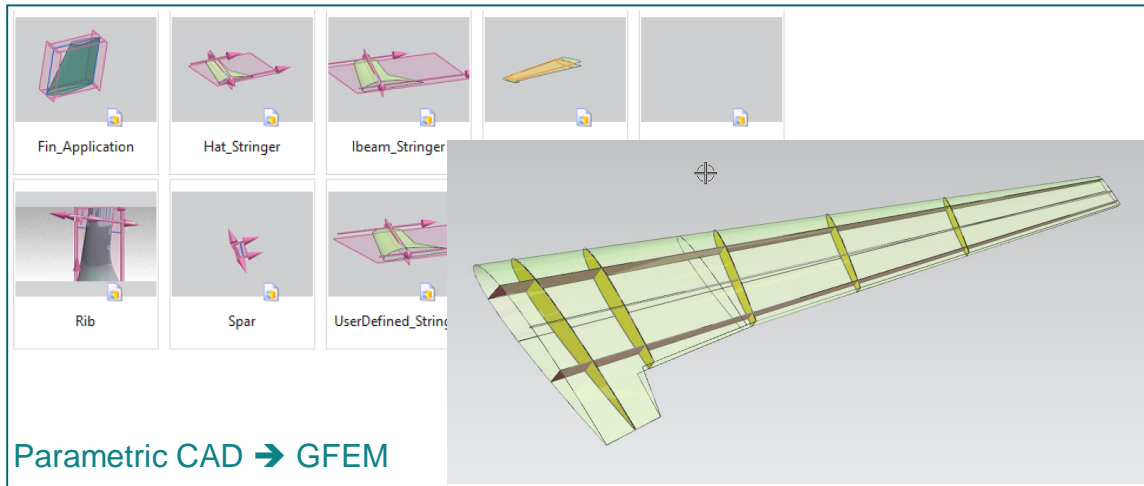 Fin_Application
Hat_Stringer
Ibeam_Stringer
Rib
Spar
UserDefined_String
Parametric CAD ➔ GFEM